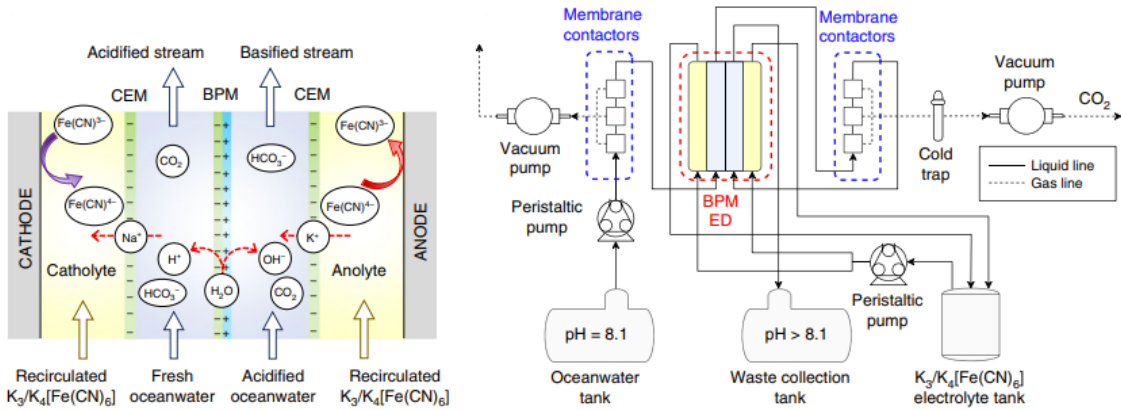 Acidified stream
Basified stream
CEM
BPM
CEM
Fe(CN)³⁻
Fe(CN)³⁻
CO₂
HCO₃⁻
Fe(CN)⁴⁻
Fe(CN)⁴⁻
Na⁺
K⁺
H⁺
OH⁻
CATHODE
Catholyte
Anolyte
ANODE
HCO₃⁻
H₂O
CO₂
Recirculated
K₃/K₄[Fe(CN)₆]
Fresh
oceanwater
Acidified
oceanwater
Recirculated
K₃/K₄[Fe(CN)₆]
Membrane
contactors
Membrane
contactors
Vacuum
pump
CO₂
Vacuum
pump
Cold
trap
Liquid line
Gas line
Peristaltic
pump
BPM
ED
Peristaltic
pump
pH = 8.1
pH > 8.1
Oceanwater
tank
Waste collection
tank
K₃/K₄[Fe(CN)₆]
electrolyte tank